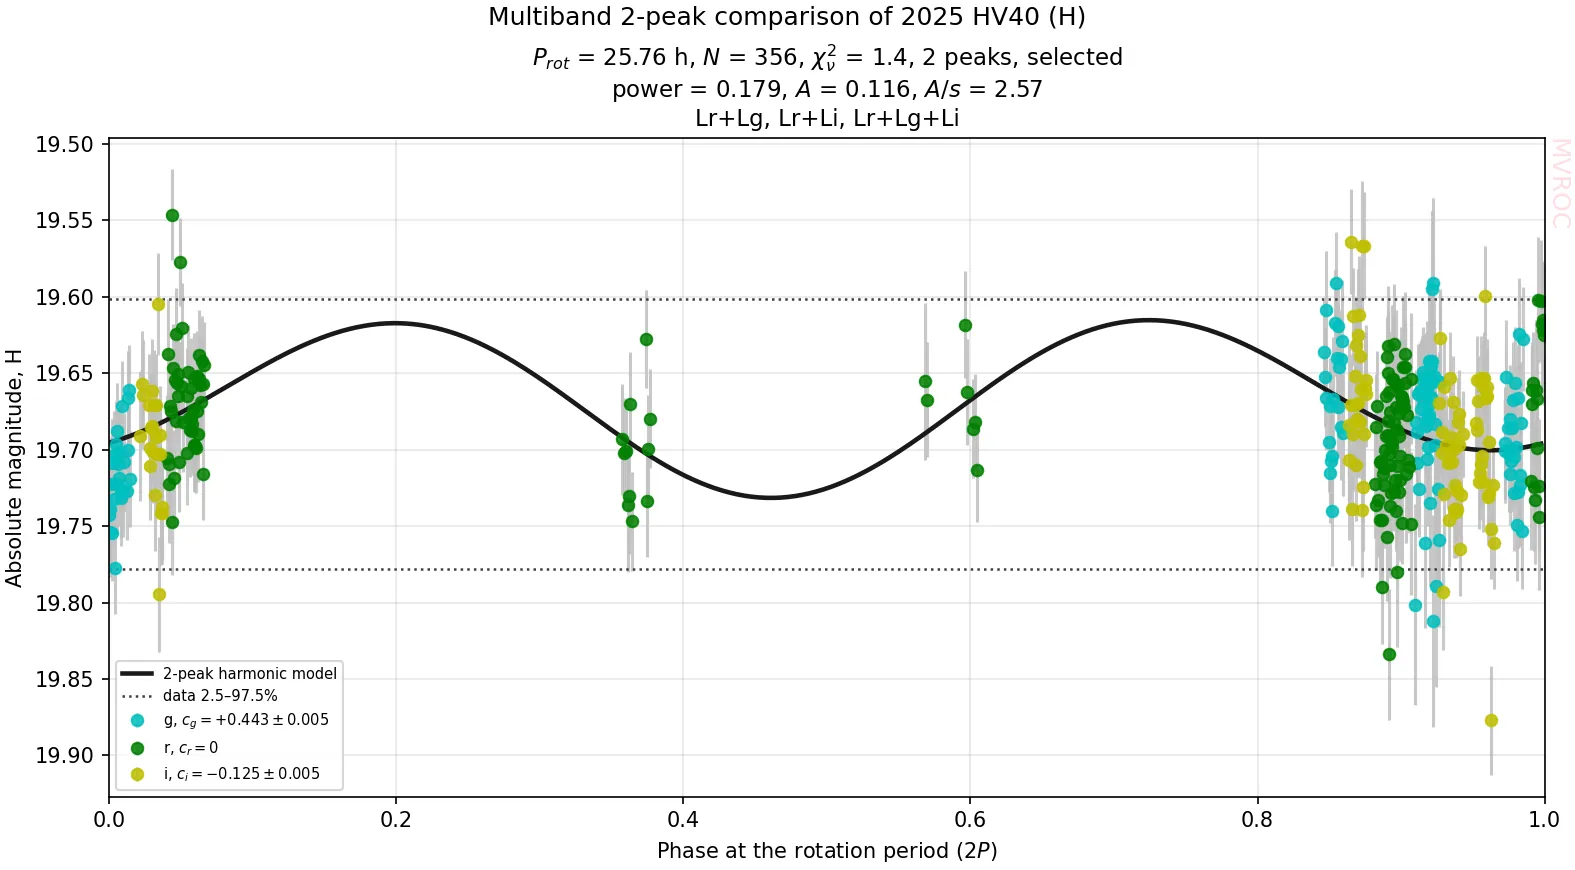 Multiband 2-peak comparison of 2025 HV40 (H)
P_rot = 25.76 h, N = 356, χ²_ν = 1.4, 2 peaks, selected
power = 0.179, A = 0.116, A/s = 2.57
Lr+Lg, Lr+Li, Lr+Lg+Li
MVROC
Absolute magnitude, H
19.50
19.55
19.60
19.65
19.70
19.75
19.80
19.85
19.90
2-peak harmonic model
data 2.5–97.5%
g, c_g = +0.443 ± 0.005
r, c_r = 0
i, c_i = −0.125 ± 0.005
0.0 0.2 0.4 0.6 0.8 1.0
Phase at the rotation period (2P)